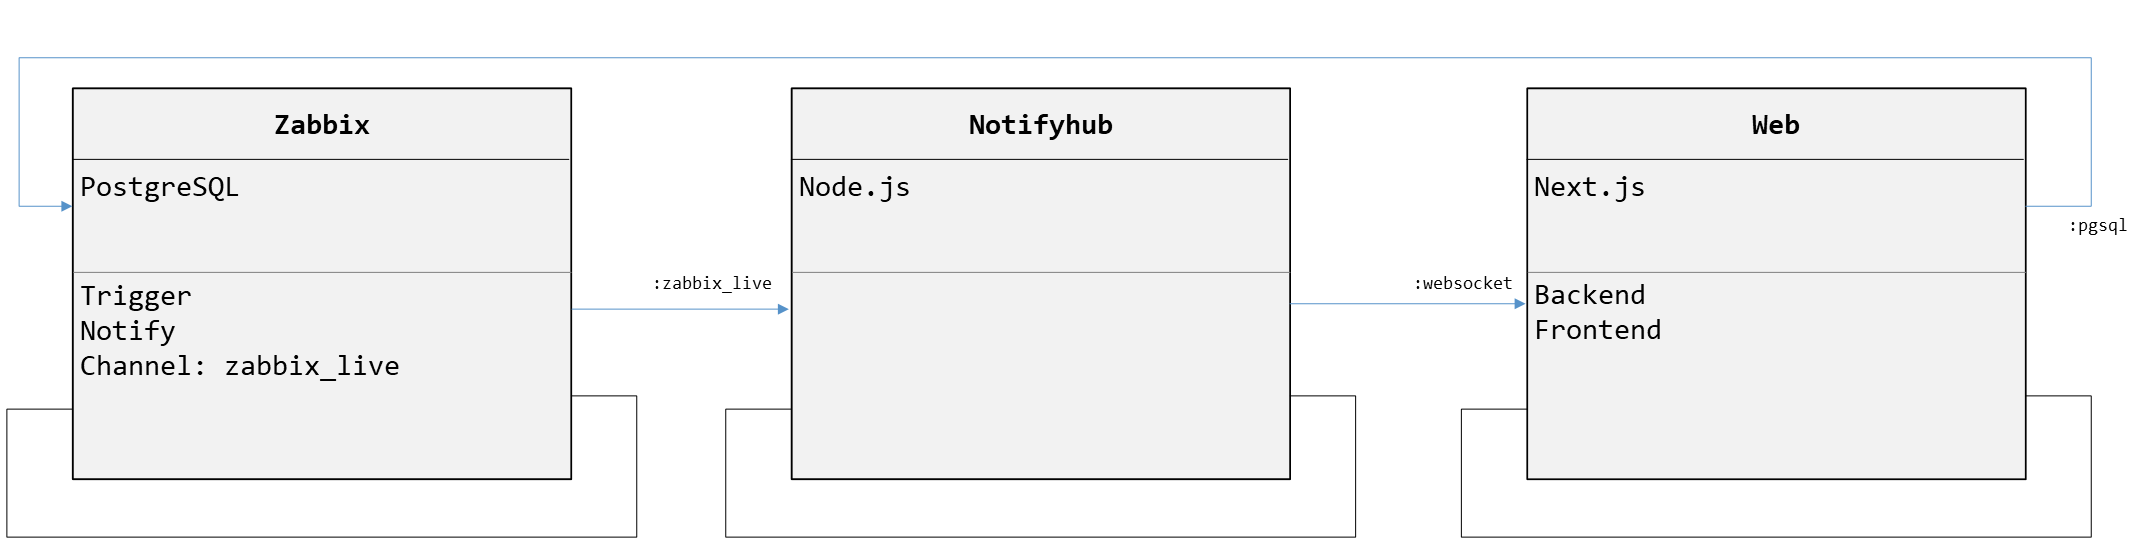 Zabbix
PostgreSQL
Trigger
Notify
Channel: zabbix_live
:zabbix_live
Notifyhub
Node.js
:websocket
Web
Next.js
Backend
Frontend
:pgsql